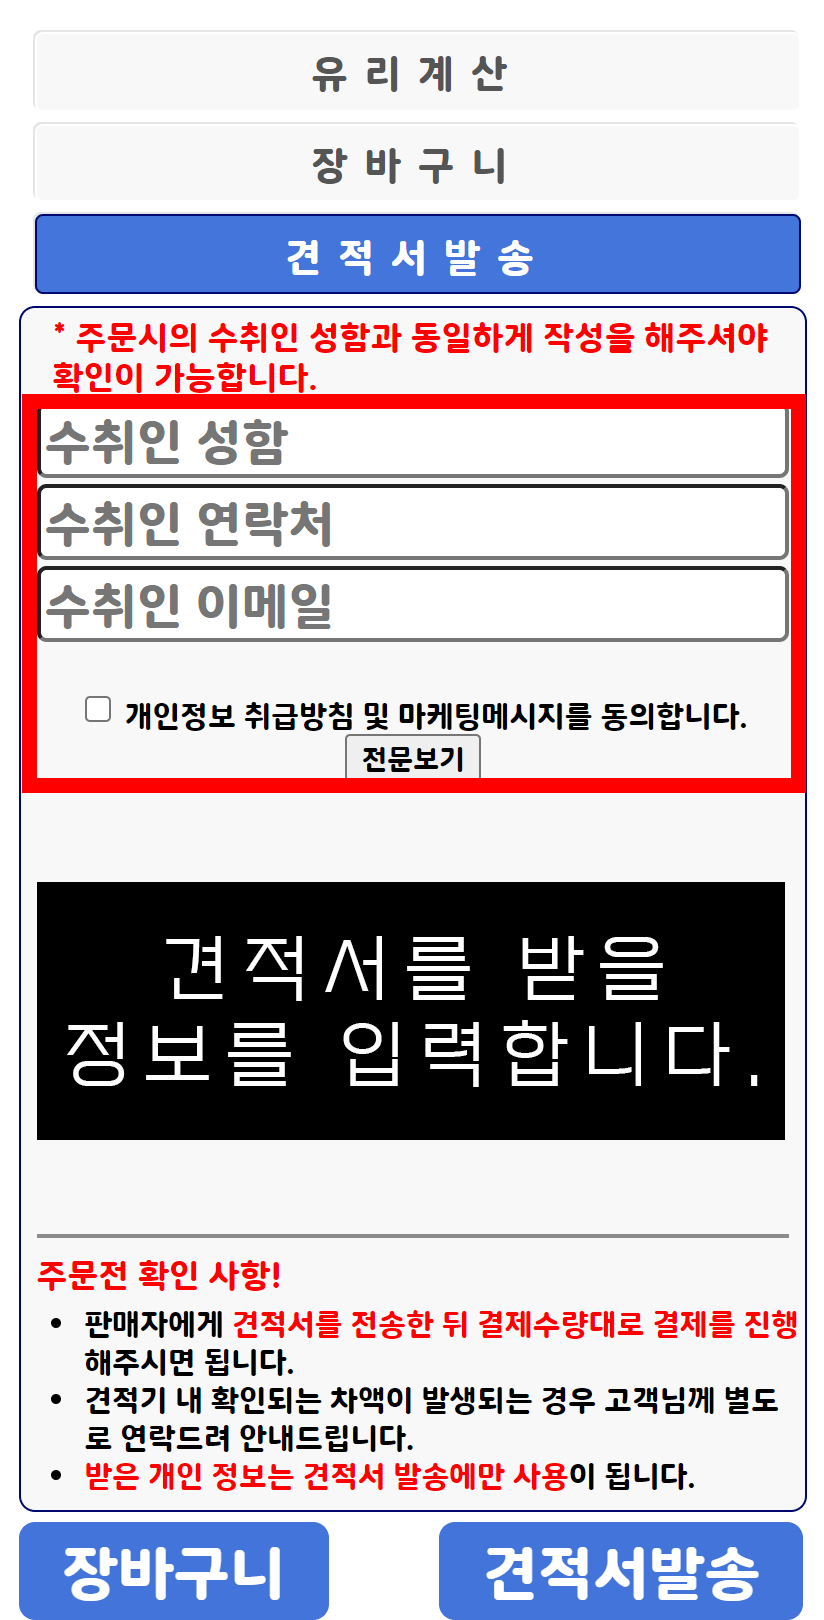 유 리 계 산
장 바 구 니
견 적 서 발 송
* 주문시의 수취인 성함과 동일하게 작성을 해주셔야
확인이 가능합니다.
수취인 성함
수취인 연락처
수취인 이메일
개인정보 취급방침 및 마케팅메시지를 동의합니다.
전문보기
견적서를 받을
정보를 입력합니다.
주문전 확인 사항!
• 판매자에게 견적서를 전송한 뒤 결제수량대로 결제를 진행
해주시면 됩니다.
• 견적기 내 확인되는 차액이 발생되는 경우 고객님께 별도
로 연락드려 안내드립니다.
• 받은 개인 정보는 견적서 발송에만 사용이 됩니다.
장바구니
견적서발송